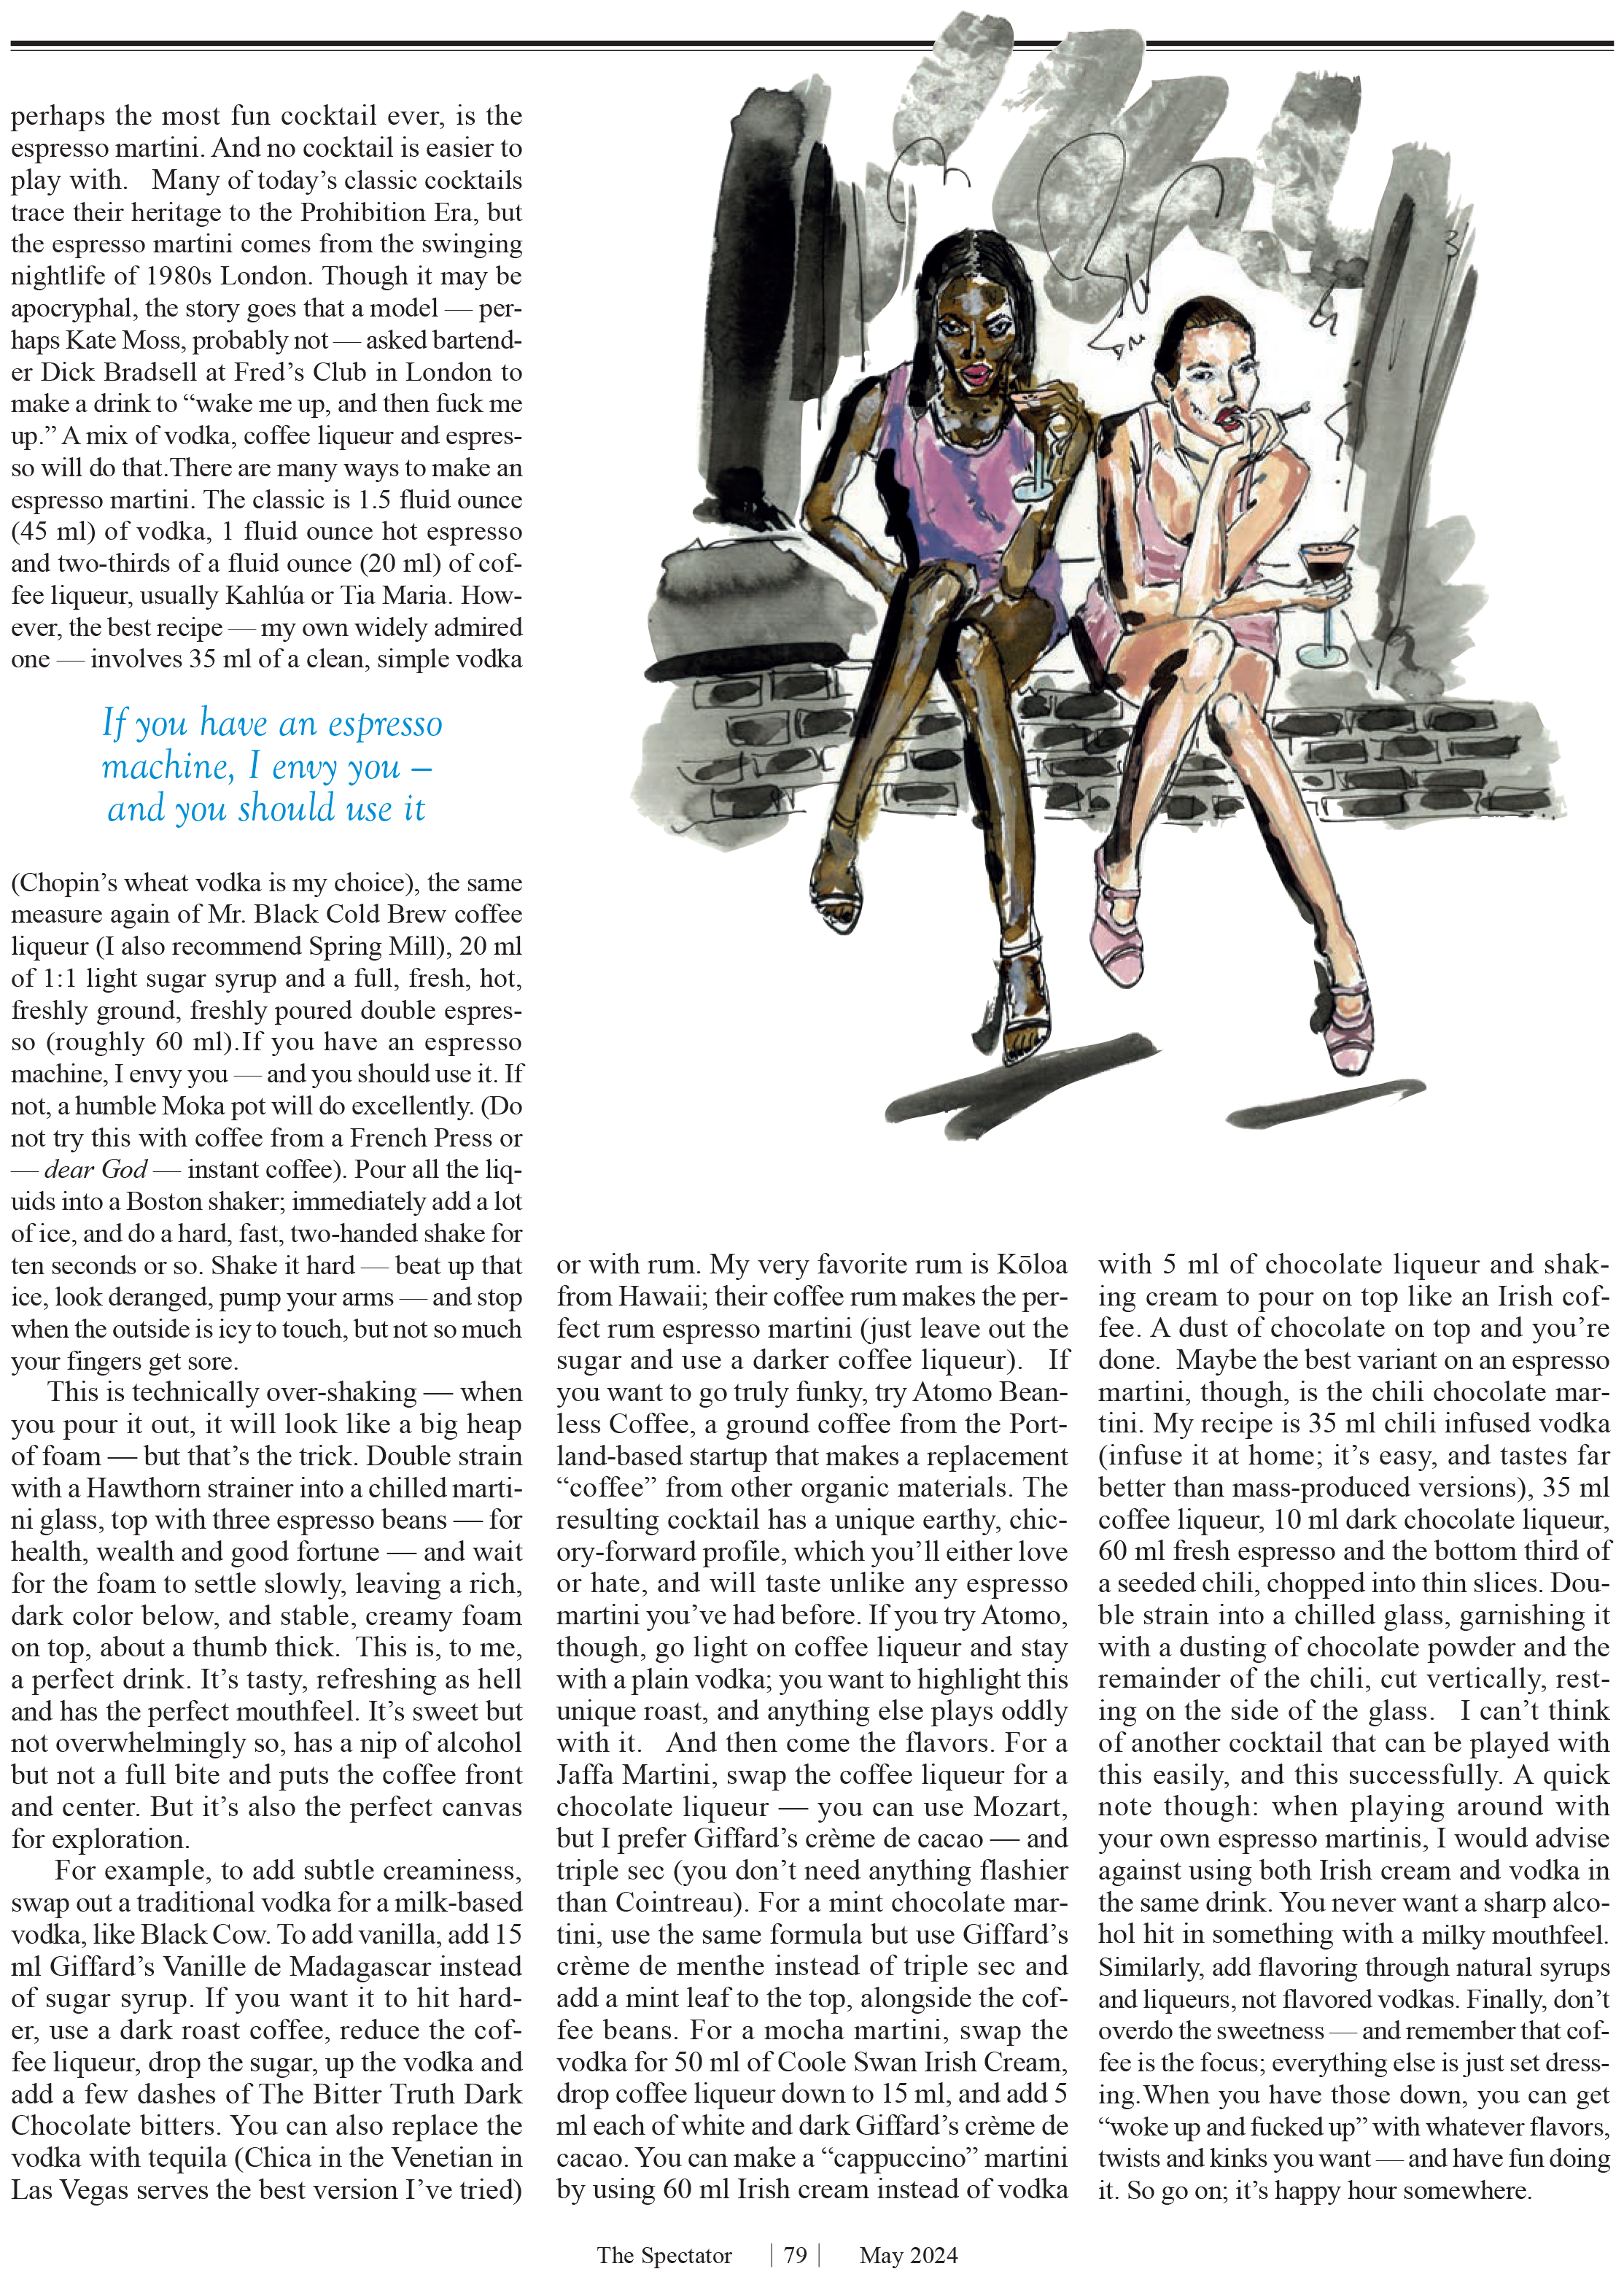 perhaps the most fun cocktail ever, is the
espresso martini. And no cocktail is easier to
play with. Many of today's classic cocktails
trace their heritage to the Prohibition Era, but
the espresso martini comes from the swinging
nightlife of 1980s London. Though it may be
apocryphal, the story goes that a model — per-
haps Kate Moss, probably not — asked bartend-
er Dick Bradsell at Fred's Club in London to
make a drink to “wake me up, and then fuck me
up.” A mix of vodka, coffee liqueur and espres-
so will do that.There are many ways to make an
espresso martini. The classic is 1.5 fluid ounce
(45 ml) of vodka, 1 fluid ounce hot espresso
and two-thirds of a fluid ounce (20 ml) of cof-
fee liqueur, usually Kahlúa or Tia Maria. How-
ever, the best recipe — my own widely admired
one — involves 35 ml of a clean, simple vodka
If you have an espresso
machine, I envy you –
and you should use it
(Chopin's wheat vodka is my choice), the same
measure again of Mr. Black Cold Brew coffee
liqueur (I also recommend Spring Mill), 20 ml
of 1:1 light sugar syrup and a full, fresh, hot,
freshly ground, freshly poured double espres-
so (roughly 60 ml).If you have an espresso
machine, I envy you — and you should use it. If
not, a humble Moka pot will do excellently. (Do
not try this with coffee from a French Press or
— dear God — instant coffee). Pour all the liq-
uids into a Boston shaker; immediately add a lot
of ice, and do a hard, fast, two-handed shake for
ten seconds or so. Shake it hard — beat up that
ice, look deranged, pump your arms — and stop
when the outside is icy to touch, but not so much
your fingers get sore.
This is technically over-shaking — when
you pour it out, it will look like a big heap
of foam — but that's the trick. Double strain
with a Hawthorn strainer into a chilled marti-
ni glass, top with three espresso beans — for
health, wealth and good fortune — and wait
for the foam to settle slowly, leaving a rich,
dark color below, and stable, creamy foam
on top, about a thumb thick. This is, to me,
a perfect drink. It's tasty, refreshing as hell
and has the perfect mouthfeel. It's sweet but
not overwhelmingly so, has a nip of alcohol
but not a full bite and puts the coffee front
and center. But it's also the perfect canvas
for exploration.
For example, to add subtle creaminess,
swap out a traditional vodka for a milk-based
vodka, like Black Cow. To add vanilla, add 15
ml Giffard's Vanille de Madagascar instead
of sugar syrup. If you want it to hit hard-
er, use a dark roast coffee, reduce the cof-
fee liqueur, drop the sugar, up the vodka and
add a few dashes of The Bitter Truth Dark
Chocolate bitters. You can also replace the
vodka with tequila (Chica in the Venetian in
Las Vegas serves the best version I've tried)
or with rum. My very favorite rum is Kōloa
from Hawaii; their coffee rum makes the per-
fect rum espresso martini (just leave out the
sugar and use a darker coffee liqueur). If
you want to go truly funky, try Atomo Bean-
less Coffee, a ground coffee from the Port-
land-based startup that makes a replacement
“coffee” from other organic materials. The
resulting cocktail has a unique earthy, chic-
ory-forward profile, which you'll either love
or hate, and will taste unlike any espresso
martini you've had before. If you try Atomo,
though, go light on coffee liqueur and stay
with a plain vodka; you want to highlight this
unique roast, and anything else plays oddly
with it. And then come the flavors. For a
Jaffa Martini, swap the coffee liqueur for a
chocolate liqueur — you can use Mozart,
but I prefer Giffard's crème de cacao — and
triple sec (you don't need anything flashier
than Cointreau). For a mint chocolate mar-
tini, use the same formula but use Giffard's
crème de menthe instead of triple sec and
add a mint leaf to the top, alongside the cof-
fee beans. For a mocha martini, swap the
vodka for 50 ml of Coole Swan Irish Cream,
drop coffee liqueur down to 15 ml, and add 5
ml each of white and dark Giffard's crème de
cacao. You can make a “cappuccino” martini
by using 60 ml Irish cream instead of vodka
with 5 ml of chocolate liqueur and shak-
ing cream to pour on top like an Irish cof-
fee. A dust of chocolate on top and you're
done. Maybe the best variant on an espresso
martini, though, is the chili chocolate mar-
tini. My recipe is 35 ml chili infused vodka
(infuse it at home; it's easy, and tastes far
better than mass-produced versions), 35 ml
coffee liqueur, 10 ml dark chocolate liqueur,
60 ml fresh espresso and the bottom third of
a seeded chili, chopped into thin slices. Dou-
ble strain into a chilled glass, garnishing it
with a dusting of chocolate powder and the
remainder of the chili, cut vertically, rest-
ing on the side of the glass. I can't think
of another cocktail that can be played with
this easily, and this successfully. A quick
note though: when playing around with
your own espresso martinis, I would advise
against using both Irish cream and vodka in
the same drink. You never want a sharp alco-
hol hit in something with a milky mouthfeel.
Similarly, add flavoring through natural syrups
and liqueurs, not flavored vodkas. Finally, don't
overdo the sweetness — and remember that cof-
fee is the focus; everything else is just set dress-
ing.When you have those down, you can get
“woke up and fucked up” with whatever flavors,
twists and kinks you want — and have fun doing
it. So go on; it's happy hour somewhere.
The Spectator | 79 | May 2024